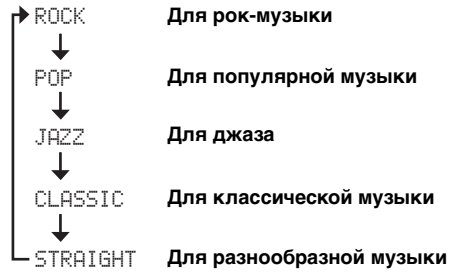 ROCK Для рок-музыки
POP Для популярной музыки
JAZZ Для джаза
CLASSIC Для классической музыки
STRAIGHT Для разнообразной музыки